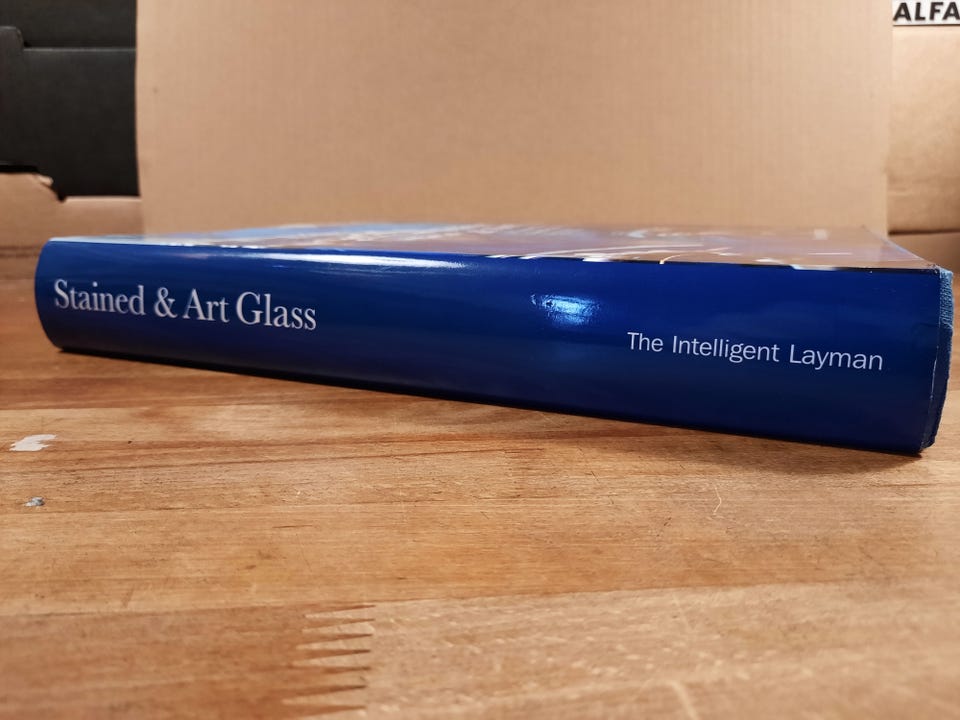 ALFA
Stained & Art Glass
The Intelligent Layman